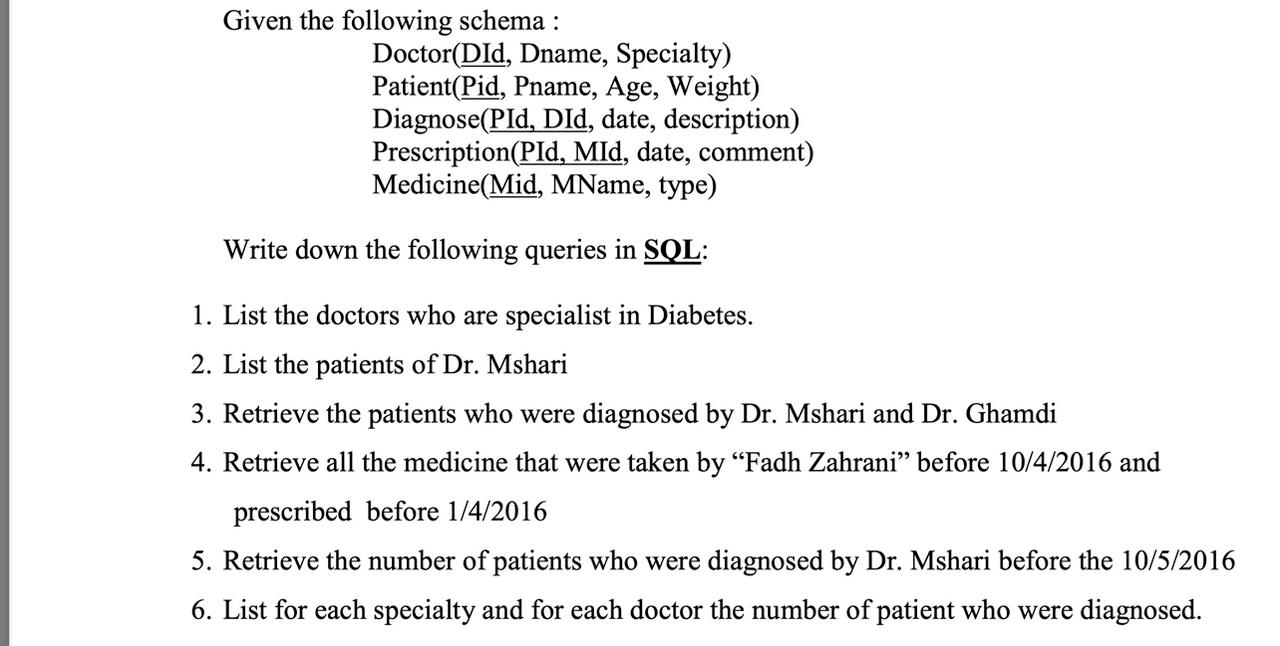 Given the following schema :
Doctor(DId, Dname, Specialty)
Patient(Pid, Pname, Age, Weight)
Diagnose(PId, DId, date, description)
Prescription(PId, MId, date, comment)
Medicine(Mid, MName, type)
Write down the following queries in SQL:
1. List the doctors who are specialist in Diabetes.
2. List the patients of Dr. Mshari
3. Retrieve the patients who were diagnosed by Dr. Mshari and Dr. Ghamdi
4. Retrieve all the medicine that were taken by “Fadh Zahrani” before 10/4/2016 and
prescribed before 1/4/2016
5. Retrieve the number of patients who were diagnosed by Dr. Mshari before the 10/5/2016
6. List for each specialty and for each doctor the number of patient who were diagnosed.